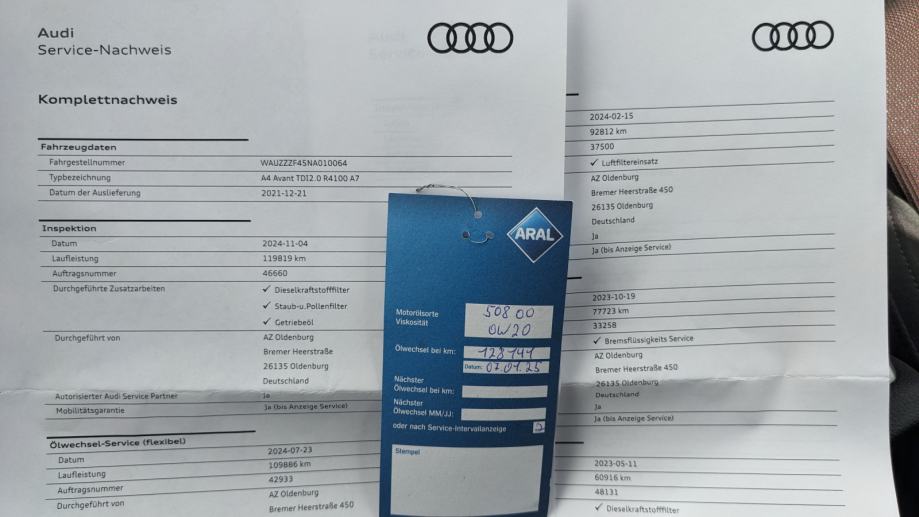 Audi
Service-Nachweis
Komplettnachweis
Fahrzeugdaten
Fahrgestellnummer WAUZZZF45NA010064
Typbezeichnung A4 Avant TDI2.0 R4100 A7
Datum der Auslieferung 2021-12-21
Inspektion
Datum 2024-11-04
Laufleistung 119819 km
Auftragsnummer 46660
Durchgeführte Zusatzarbeiten ✓ Dieselkraftstofffilter
✓ Staub-u.Pollenfilter
✓ Getriebeöl
Durchgeführt von AZ Oldenburg
Bremer Heerstraße
26135 Oldenburg
Deutschland
Autorisierter Audi Service Partner Ja
Mobilitätsgarantie Ja (bis Anzeige Service)
Ölwechsel-Service (flexibel)
Datum 2024-07-23
Laufleistung 109886 km
Auftragsnummer 42933
Durchgeführt von AZ Oldenburg
Bremer Heerstraße 450
ARAL
Motorölsorte 508 00
Viskosität 0W20
Ölwechsel bei km: 128144
Datum: 07.04.25
Nächster
Ölwechsel bei km:
Nächster
Ölwechsel MM/JJ:
oder nach Service-Intervallanzeige
Stempel
2024-02-15
92812 km
37500
✓ Luftfiltereinsatz
AZ Oldenburg
Bremer Heerstraße 450
26135 Oldenburg
Deutschland
Ja
Ja (bis Anzeige Service)
2023-10-19
77723 km
33258
✓ Bremsflüssigkeits Service
AZ Oldenburg
Bremer Heerstraße 450
26135 Oldenburg
Deutschland
Ja
Ja (bis Anzeige Service)
2023-05-11
60916 km
48131
✓ Dieselkraftstofffilter